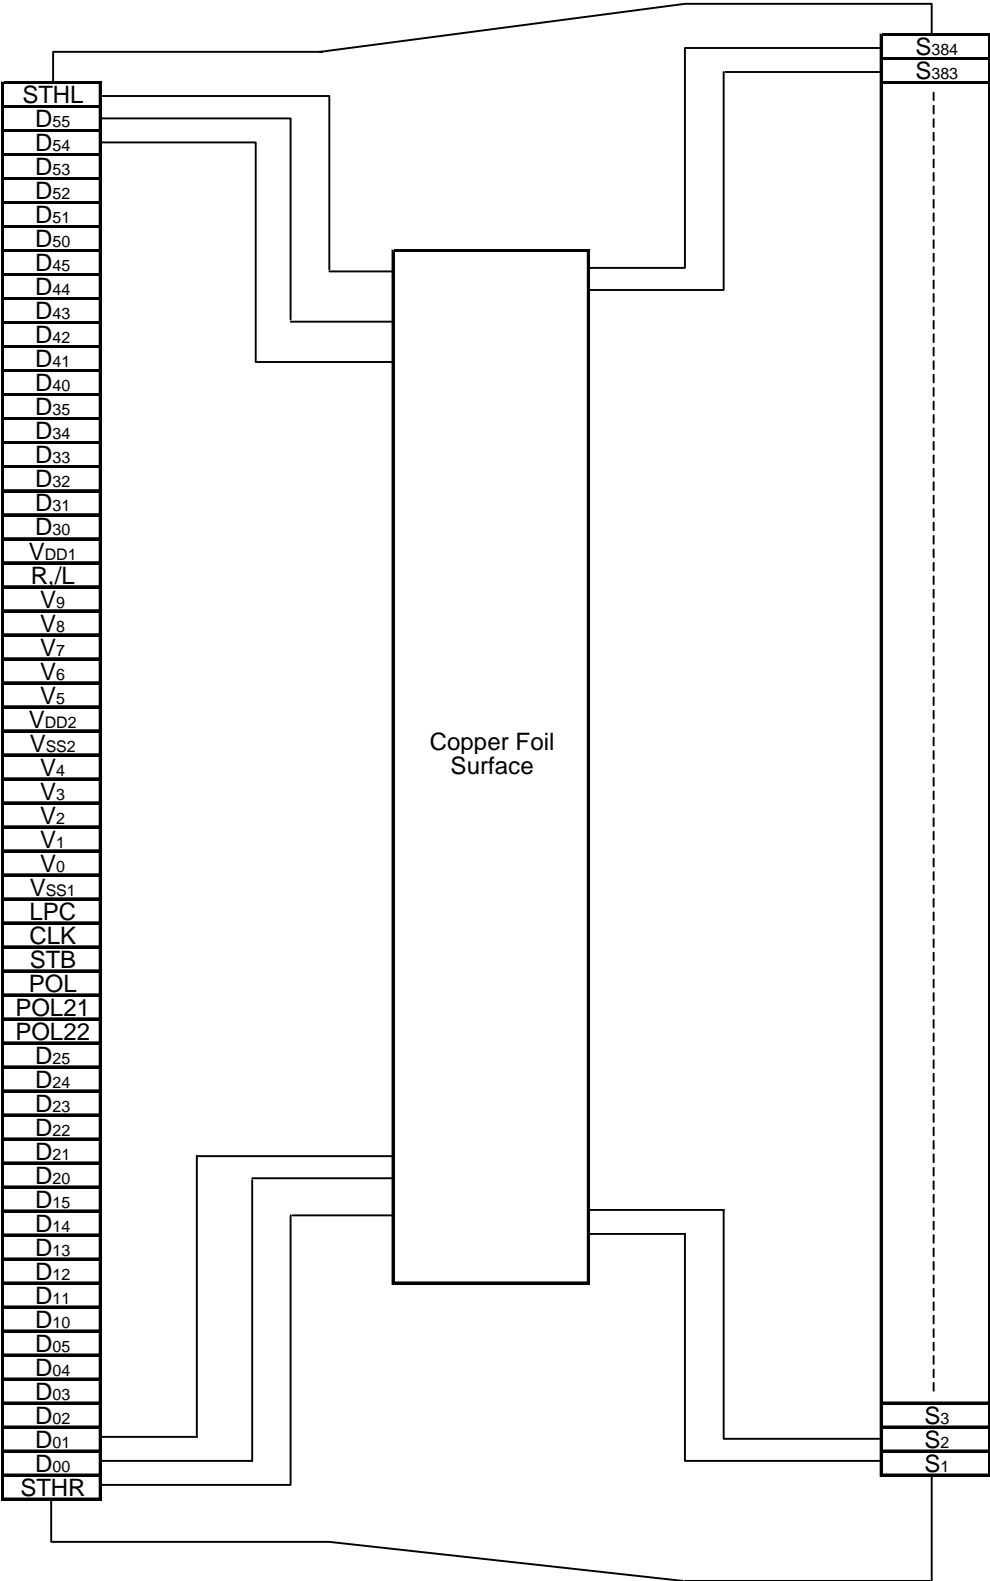 STHL
D55
D54
D53
D52
D51
D50
D45
D44
D43
D42
D41
D40
D35
D34
D33
D32
D31
D30
VDD1
R,/L
V9
V8
V7
V6
V5
VDD2
VSS2
V4
V3
V2
V1
V0
VSS1
LPC
CLK
STB
POL
POL21
POL22
D25
D24
D23
D22
D21
D20
D15
D14
D13
D12
D11
D10
D05
D04
D03
D02
D01
D00
STHR
Copper Foil
Surface
S384
S383
S3
S2
S1